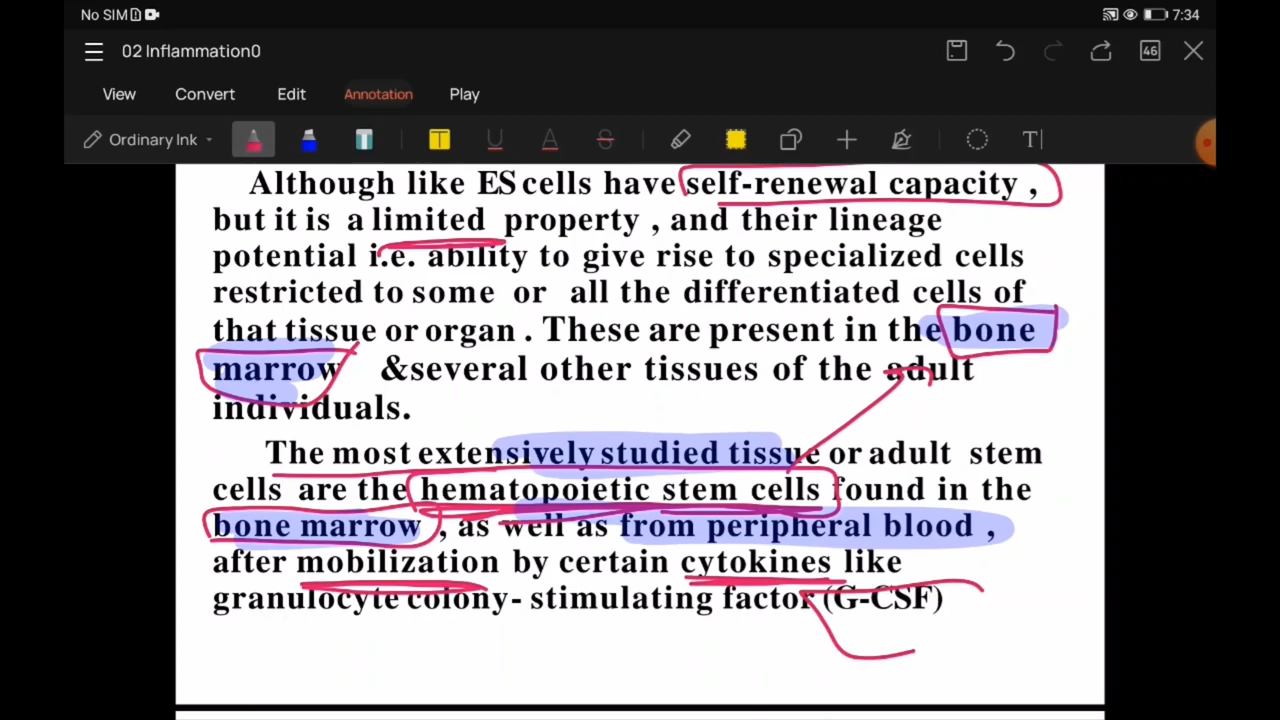 No SIM
7:34
02 Inflammation0
46
View Convert Edit Annotation Play
Ordinary Ink
Although like ES cells have self-renewal capacity ,
but it is a limited property , and their lineage
potential i.e. ability to give rise to specialized cells
restricted to some or all the differentiated cells of
that tissue or organ . These are present in the bone
marrow &several other tissues of the adult
individuals.
The most extensively studied tissue or adult stem
cells are the hematopoietic stem cells found in the
bone marrow , as well as from peripheral blood ,
after mobilization by certain cytokines like
granulocyte colony- stimulating factor (G-CSF)